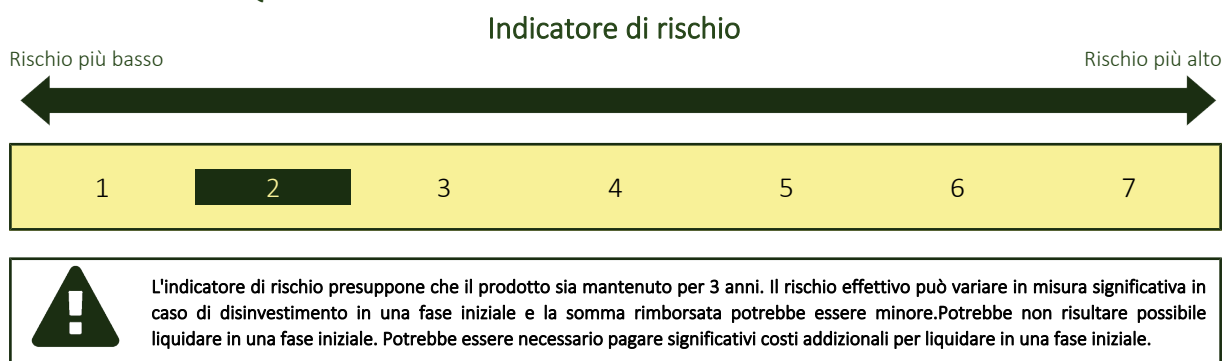 Indicatore di rischio
Rischio più basso
Rischio più alto
1 2 3 4 5 6 7
L'indicatore di rischio presuppone che il prodotto sia mantenuto per 3 anni. Il rischio effettivo può variare in misura significativa in
caso di disinvestimento in una fase iniziale e la somma rimborsata potrebbe essere minore.Potrebbe non risultare possibile
liquidare in una fase iniziale. Potrebbe essere necessario pagare significativi costi addizionali per liquidare in una fase iniziale.